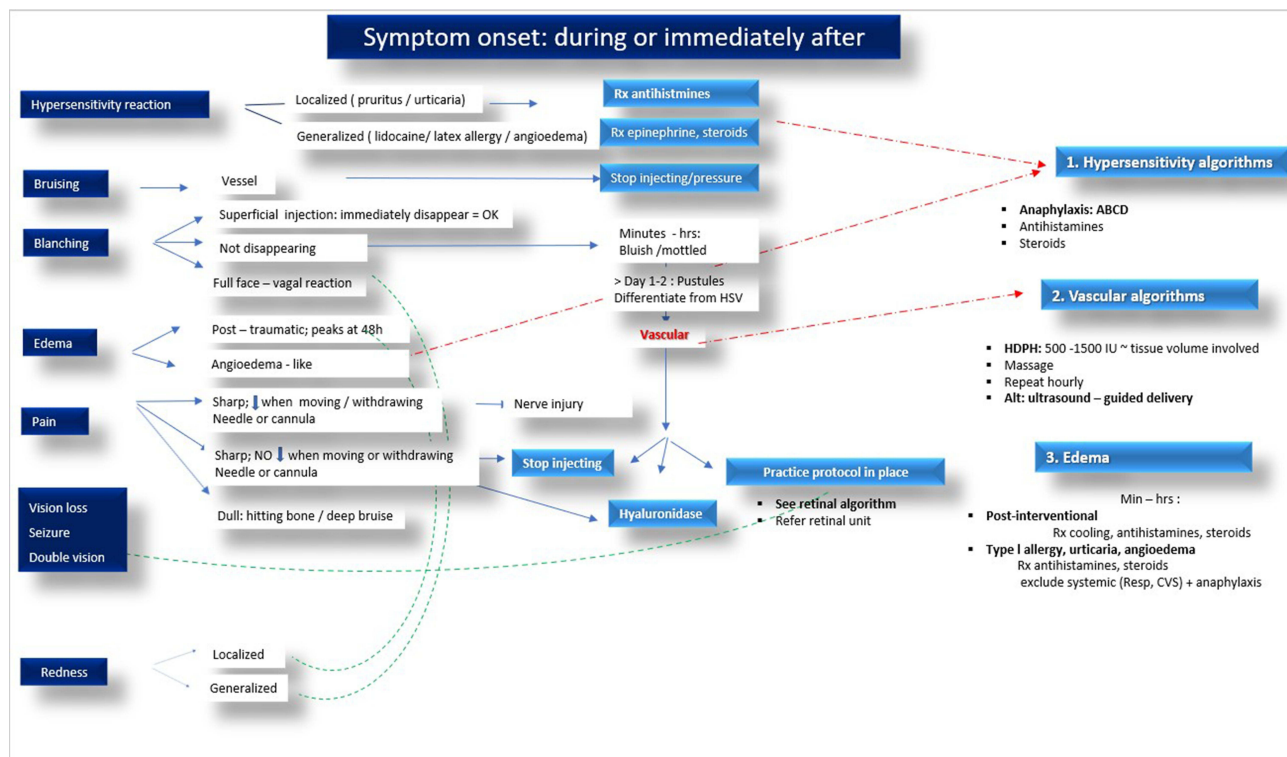 Symptom onset: during or immediately after
Hypersensitivity reaction
Localized ( pruritus / urticaria)
Rx antihistmines
Generalized ( lidocaine/ latex allergy / angioedema)
Rx epinephrine, steroids
Bruising
Vessel
Stop injecting/pressure
Blanching
Superficial injection: immediately disappear = OK
Not disappearing
Full face – vagal reaction
Minutes - hrs:
Bluish /mottled
> Day 1-2 : Pustules
Differentiate from HSV
Vascular
Edema
Post – traumatic; peaks at 48h
Angioedema - like
Pain
Sharp; ⬇ when moving / withdrawing
Needle or cannula
Nerve injury
Sharp; NO ⬇ when moving or withdrawing
Needle or cannula
Stop injecting
Dull: hitting bone / deep bruise
Hyaluronidase
Practice protocol in place
▪ See retinal algorithm
▪ Refer retinal unit
Vision loss
Seizure
Double vision
Redness
Localized
Generalized
1. Hypersensitivity algorithms
▪ Anaphylaxis: ABCD
▪ Antihistamines
▪ Steroids
2. Vascular algorithms
▪ HDPH: 500 -1500 IU ~ tissue volume involved
▪ Massage
▪ Repeat hourly
▪ Alt: ultrasound – guided delivery
3. Edema
Min – hrs :
▪ Post-interventional
Rx cooling, antihistamines, steroids
▪ Type I allergy, urticaria, angioedema
Rx antihistamines, steroids
exclude systemic (Resp, CVS) + anaphylaxis